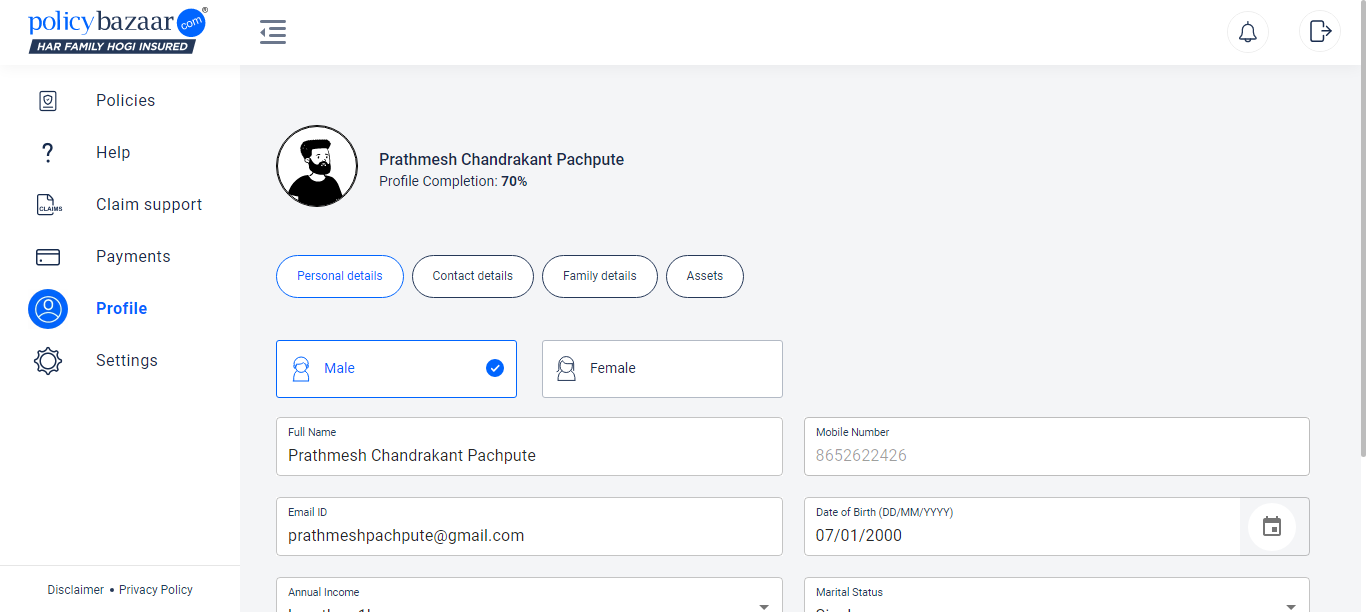 policybazaar.com®
HAR FAMILY HOGI INSURED
Policies
Help
CLAIMS
Claim support
Payments
Profile
Settings
Disclaimer • Privacy Policy
Prathmesh Chandrakant Pachpute
Profile Completion: 70%
Personal details
Contact details
Family details
Assets
Male
Female
Full Name
Prathmesh Chandrakant Pachpute
Mobile Number
8652622426
Email ID
prathmeshpachpute@gmail.com
Date of Birth (DD/MM/YYYY)
07/01/2000
Annual Income
Marital Status